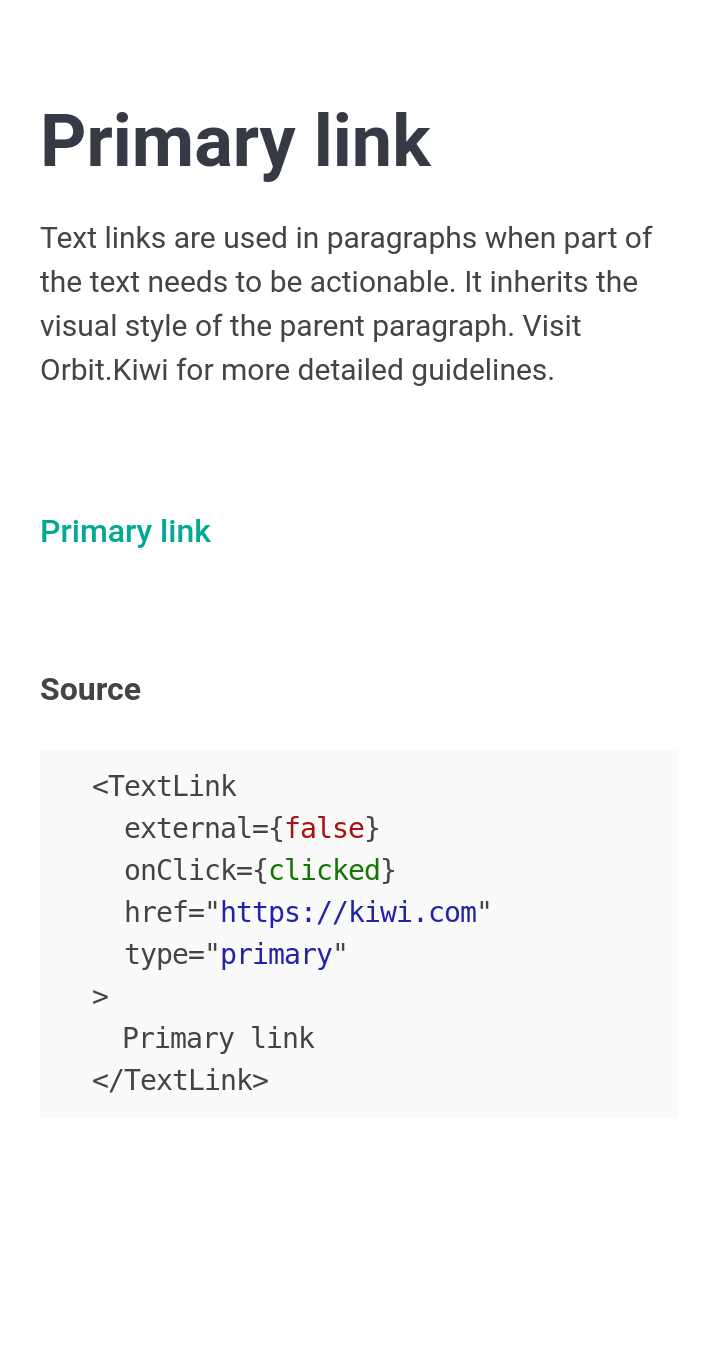 Primary link
Text links are used in paragraphs when part of
the text needs to be actionable. It inherits the
visual style of the parent paragraph. Visit
Orbit.Kiwi for more detailed guidelines.
Primary link
Source
<TextLink
  external={false}
  onClick={clicked}
  href="https://kiwi.com"
  type="primary"
>
  Primary link
</TextLink>